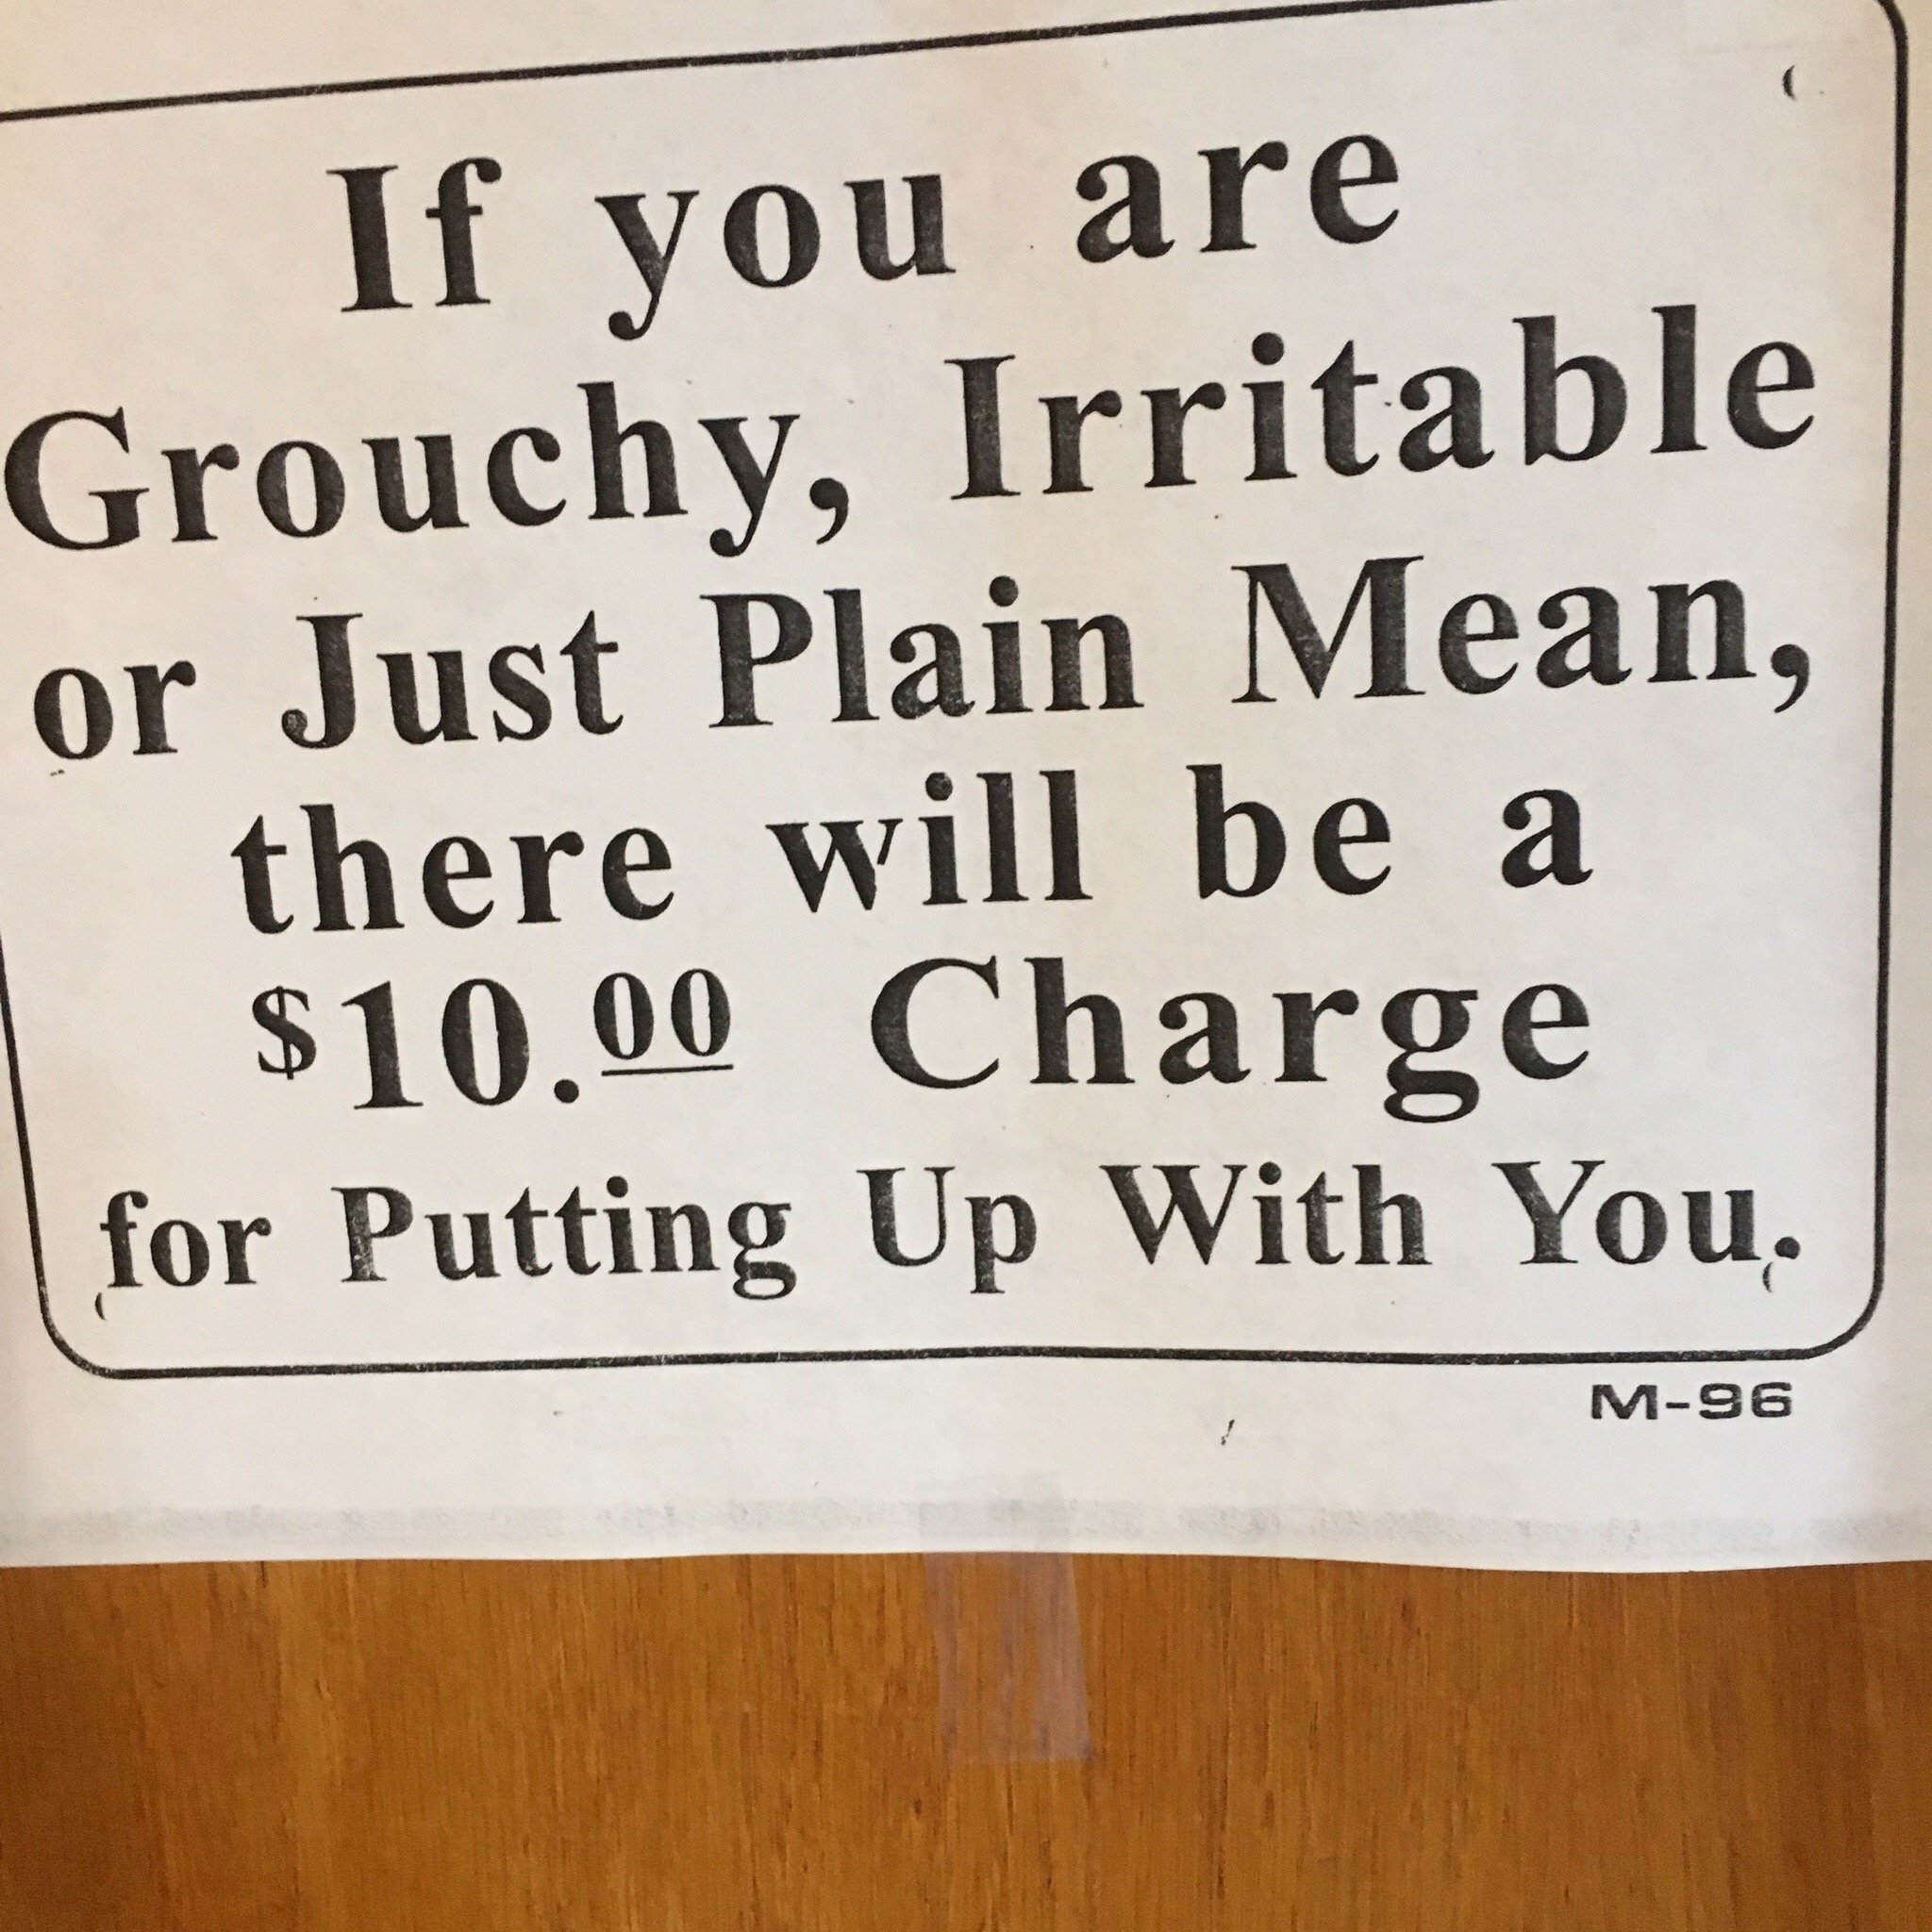 If you are
Grouchy, Irritable
or Just Plain Mean,
there will be a
$10.00 Charge
for Putting Up With You.
M-96